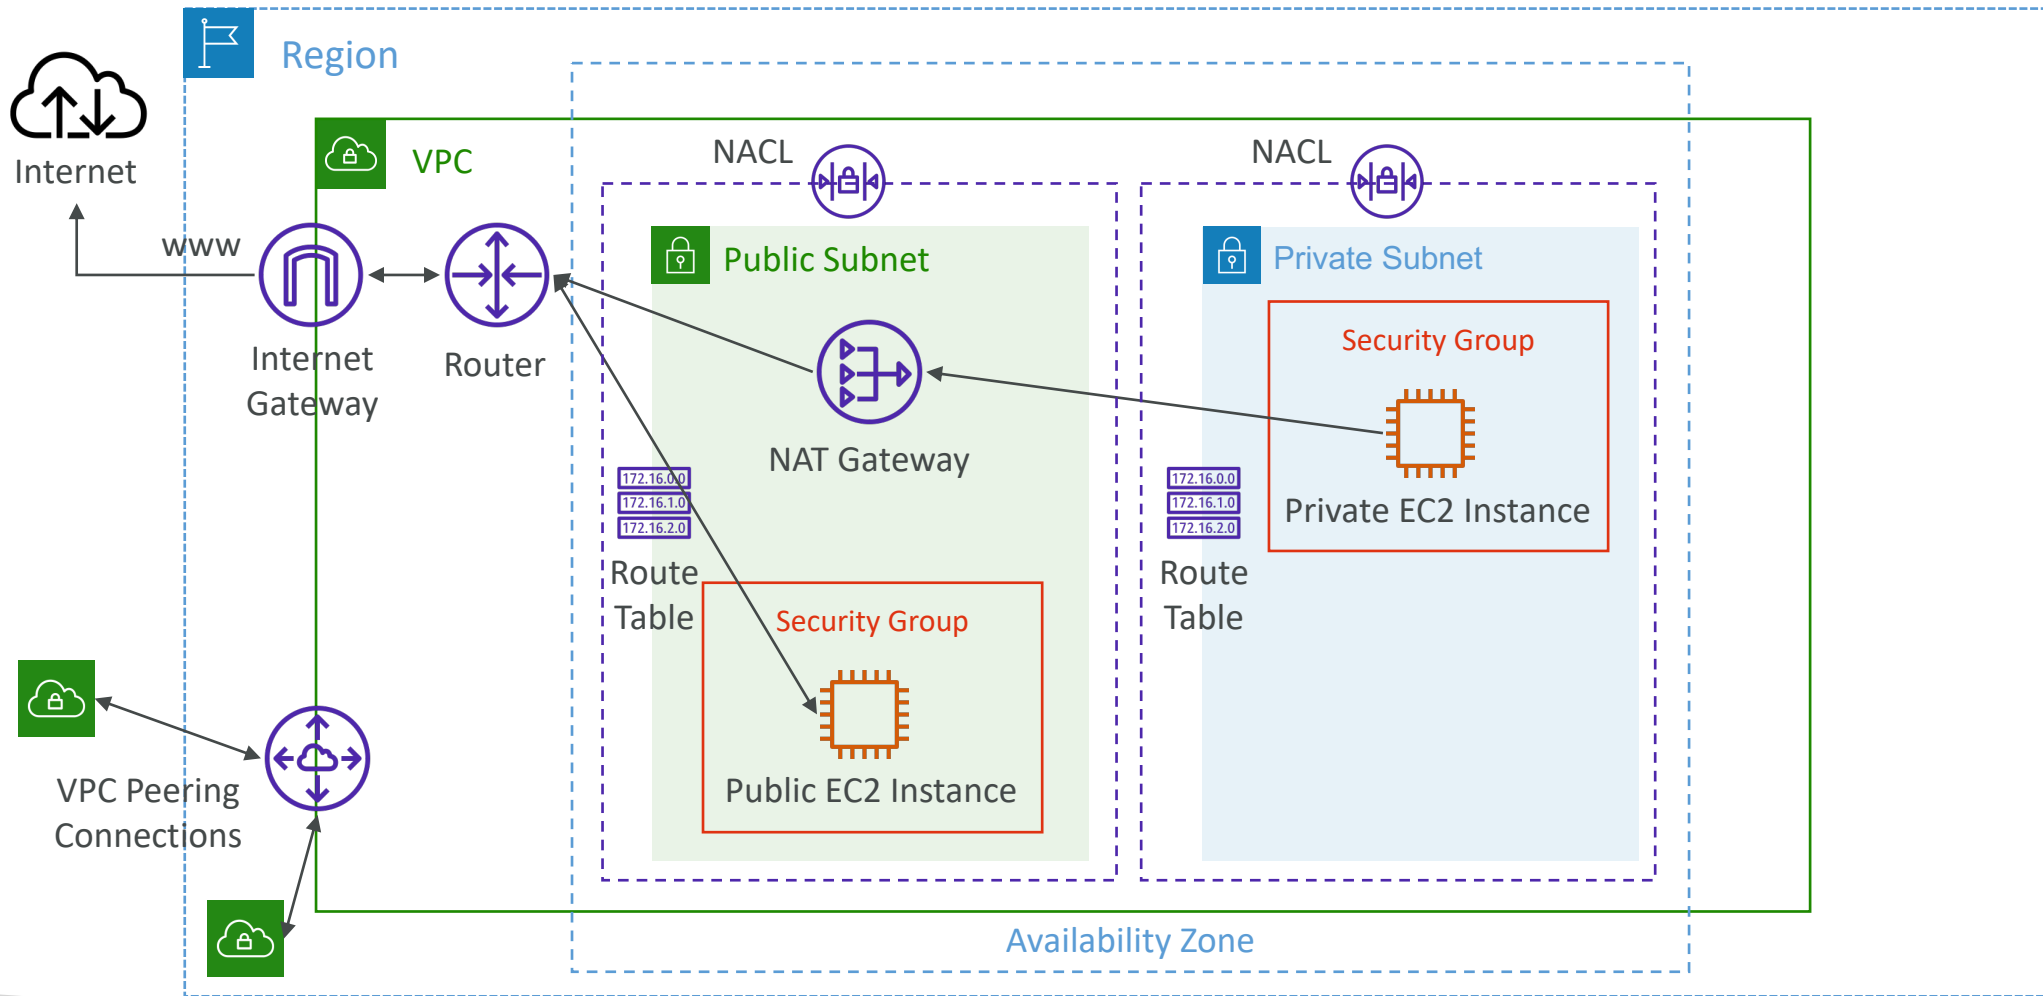 Region
Internet
VPC
NACL
NACL
www
Public Subnet
Private Subnet
Security Group
Internet
Gateway
Router
NAT Gateway
172.16.0.0
172.16.1.0
172.16.2.0
172.16.0.0
172.16.1.0
172.16.2.0
Private EC2 Instance
Route
Table
Route
Table
Security Group
VPC Peering
Connections
Public EC2 Instance
Availability Zone